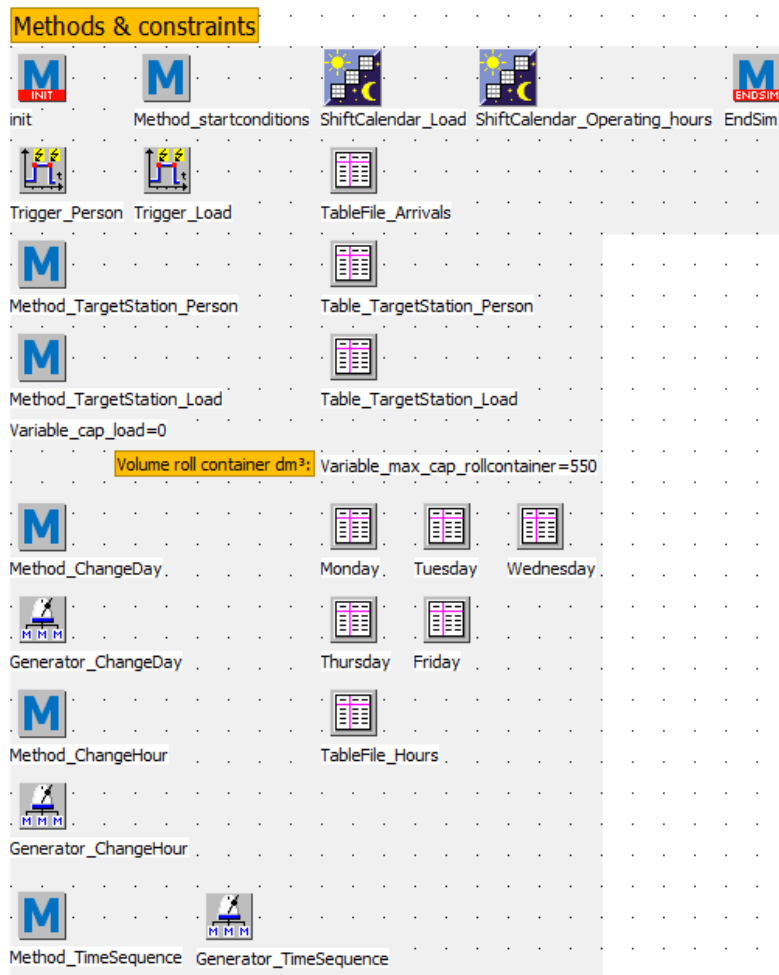 Methods & constraints
M INIT M M ENDSIM
init Method_startconditions ShiftCalendar_Load ShiftCalendar_Operating_hours EndSim
t t
Trigger_Person Trigger_Load TableFile_Arrivals
M
Method_TargetStation_Person Table_TargetStation_Person
M
Method_TargetStation_Load Table_TargetStation_Load
Variable_cap_load=0
Volume roll container dm³: Variable_max_cap_rollcontainer=550
M
Method_ChangeDay Monday Tuesday Wednesday
M M M
Generator_ChangeDay Thursday Friday
M
Method_ChangeHour TableFile_Hours
M M M
Generator_ChangeHour
M M M M
Method_TimeSequence Generator_TimeSequence